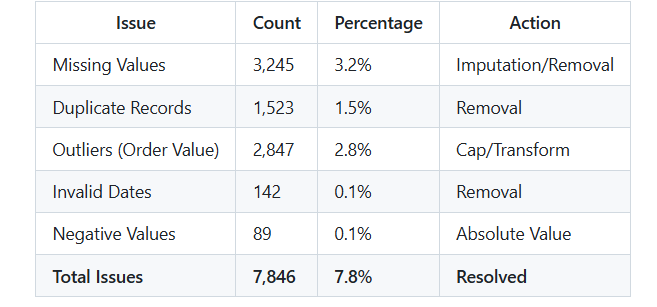 Issue Count Percentage Action
Missing Values 3,245 3.2% Imputation/Removal
Duplicate Records 1,523 1.5% Removal
Outliers (Order Value) 2,847 2.8% Cap/Transform
Invalid Dates 142 0.1% Removal
Negative Values 89 0.1% Absolute Value
Total Issues 7,846 7.8% Resolved